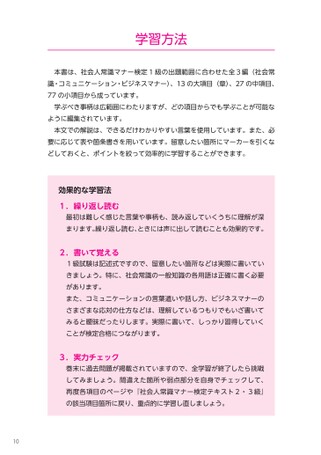 学習方法
本書は、社会人常識マナー検定１級の出題範囲に合わせた全３編（社会常
識・コミュニケーション・ビジネスマナー）、13 の大項目（章）、27 の中項目、
77 の小項目から成っています。
学ぶべき事柄は広範囲にわたりますが、どの項目からでも学ぶことが可能な
ように編集されています。
本文での解説は、できるだけわかりやすい言葉を使用しています。また、必
要に応じて表や箇条書きを用いています。留意したい箇所にマーカーを引くな
どしておくと、ポイントを絞って効率的に学習することができます。
効果的な学習法
１．繰り返し読む
最初は難しく感じた言葉や事柄も、読み返していくうちに理解が深
まります。繰り返し読む、ときには声に出して読むことも効果的です。
２．書いて覚える
１級試験は記述式ですので、留意したい箇所などは実際に書いてい
きましょう。特に、社会常識の一般知識の各用語は正確に書く必要
があります。
また、コミュニケーションの言葉遣いや話し方、ビジネスマナーの
さまざまな応対の仕方などは、理解しているつもりでもいざ書いて
みると曖昧だったりします。実際に書いて、しっかり習得していく
ことが検定合格につながります。
３．実力チェック
巻末に過去問題が掲載されていますので、全学習が終了したら挑戦
してみましょう。間違えた箇所や弱点部分を自身でチェックして、
再度各項目のページや『社会人常識マナー検定テキスト２・３級』
の該当項目箇所に戻り、重点的に学習し直しましょう。
10